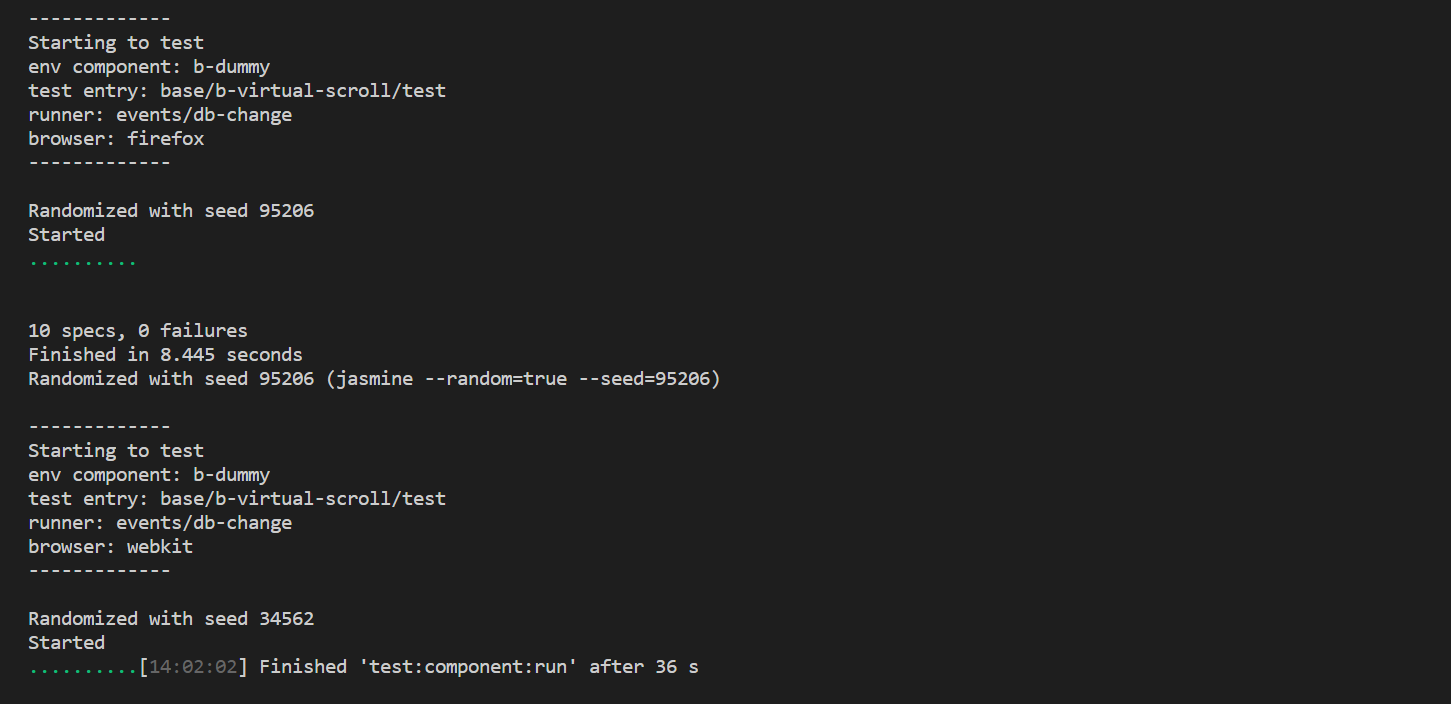 -------------
Starting to test
env component: b-dummy
test entry: base/b-virtual-scroll/test
runner: events/db-change
browser: firefox
-------------
Randomized with seed 95206
Started
..........
10 specs, 0 failures
Finished in 8.445 seconds
Randomized with seed 95206 (jasmine --random=true --seed=95206)
-------------
Starting to test
env component: b-dummy
test entry: base/b-virtual-scroll/test
runner: events/db-change
browser: webkit
-------------
Randomized with seed 34562
Started
..........[14:02:02] Finished 'test:component:run' after 36 s